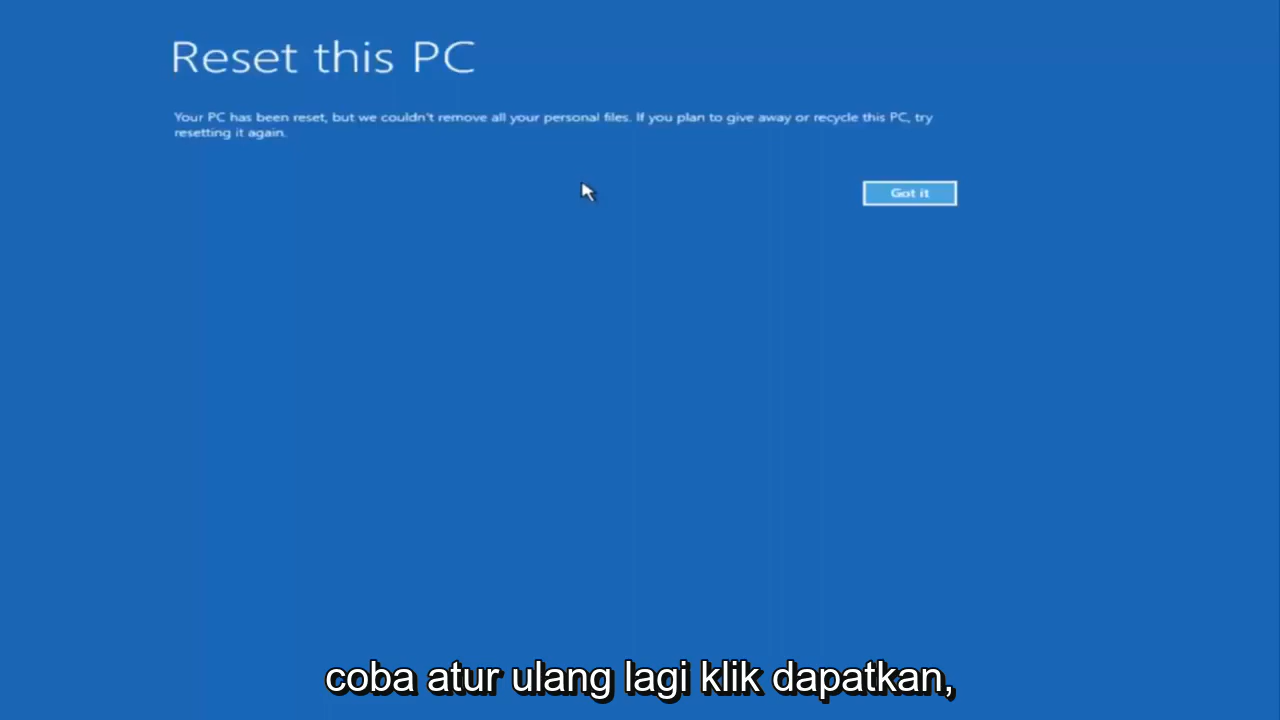 Reset this PC
Your PC has been reset, but we couldn't remove all your personal files. If you plan to give away or recycle this PC, try
resetting it again.
Got it
coba atur ulang lagi klik dapatkan,